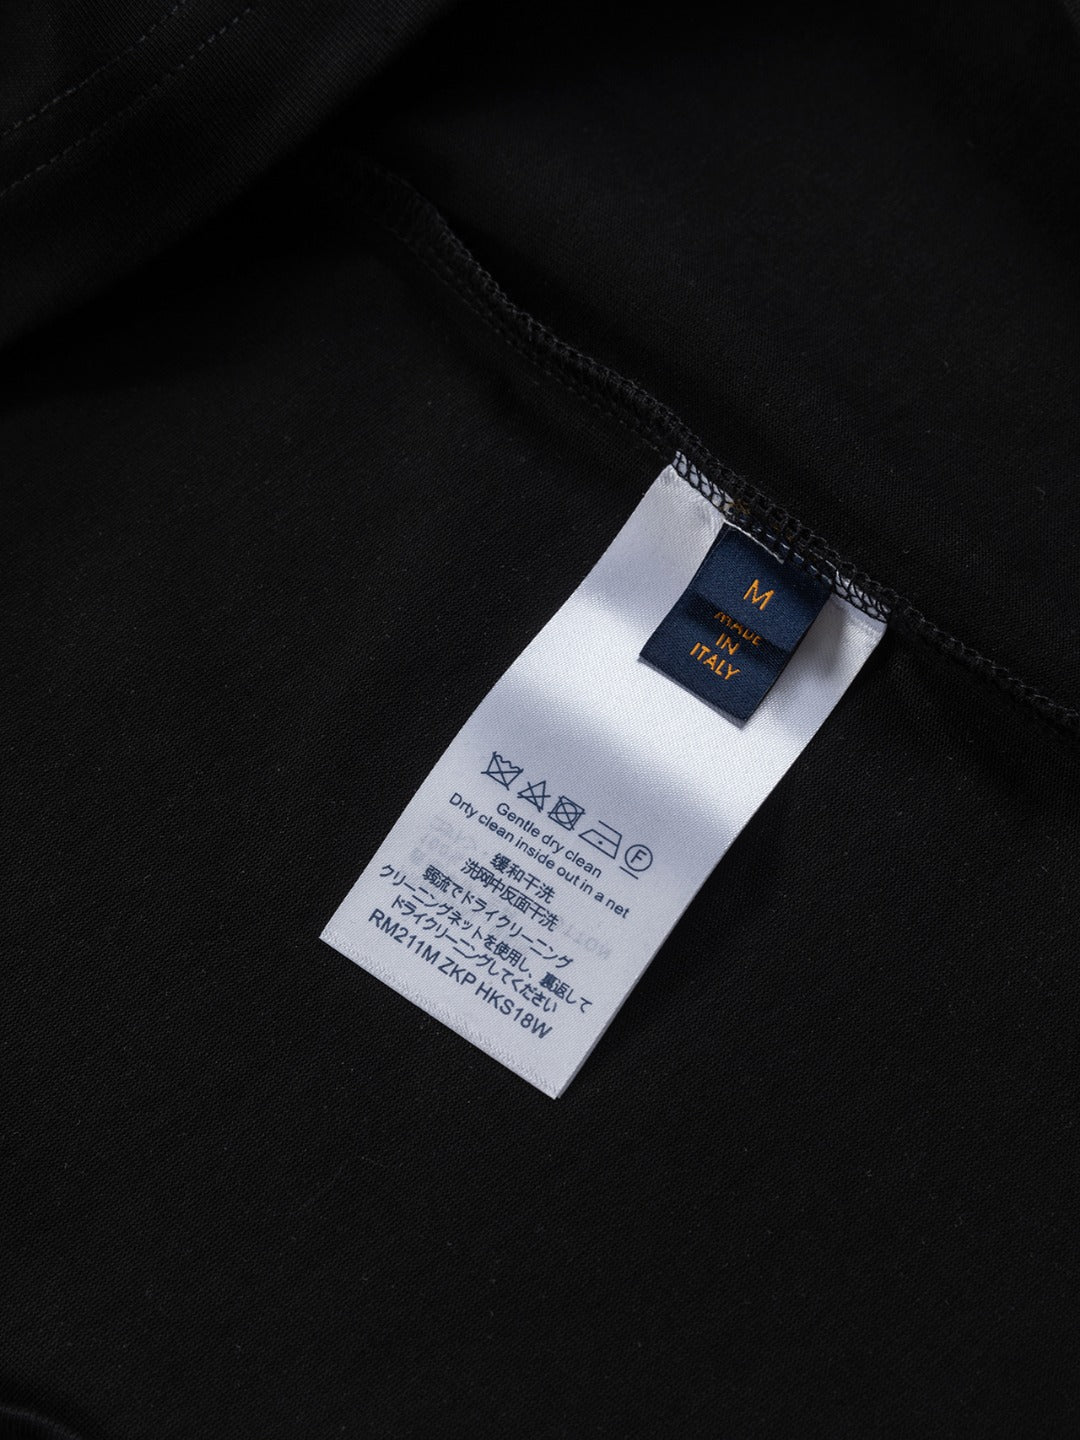 M
MADE
IN
ITALY
F
Gentle dry clean
Drty clean inside out in a net
缓和干洗
洗网中反面干洗
弱流でドライクリーニング
クリーニングネットを使用し、裏返して
ドライクリーニングしてください
RM211M ZKP HKS18W